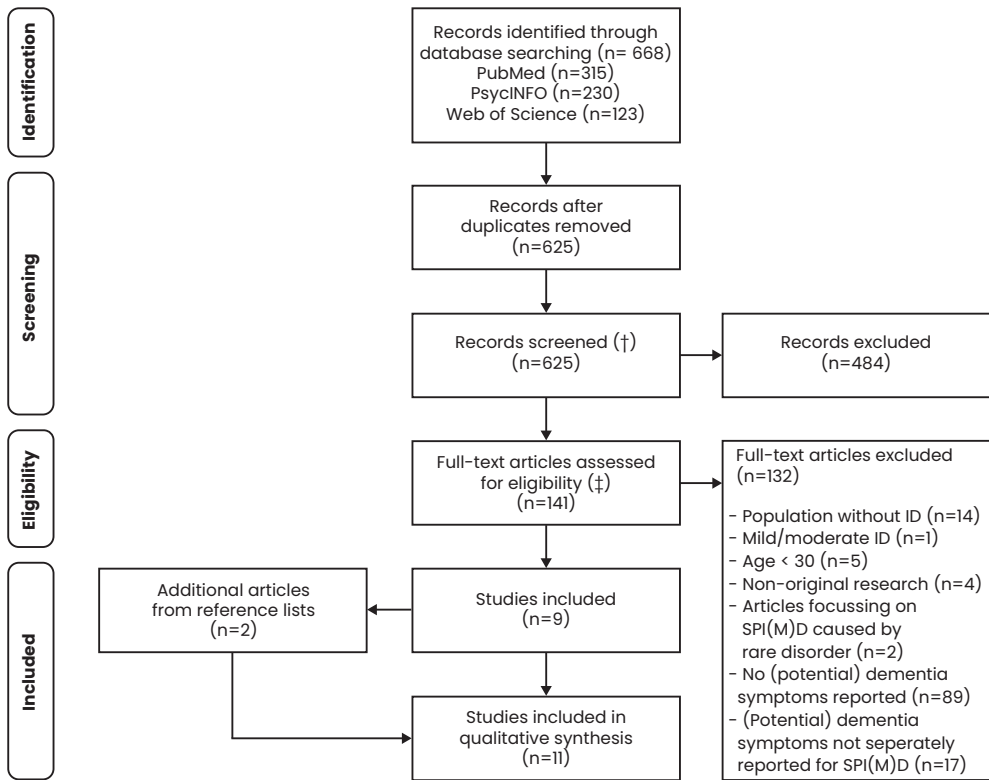 Identification
Records identified through
database searching (n= 668)
PubMed (n=315)
PsycINFO (n=230)
Web of Science (n=123)
Screening
Records after
duplicates removed
(n=625)
Records screened (†)
(n=625)
Records excluded
(n=484)
Eligibility
Full-text articles assessed
for eligibility (‡)
(n=141)
Full-text articles excluded
(n=132)
- Population without ID (n=14)
- Mild/moderate ID (n=1)
- Age < 30 (n=5)
- Non-original research (n=4)
- Articles focussing on
SPI(M)D caused by
rare disorder (n=2)
- No (potential) dementia
symptoms reported (n=89)
- (Potential) dementia
symptoms not seperately
reported for SPI(M)D (n=17)
Included
Additional articles
from reference lists
(n=2)
Studies included
(n=9)
Studies included in
qualitative synthesis
(n=11)